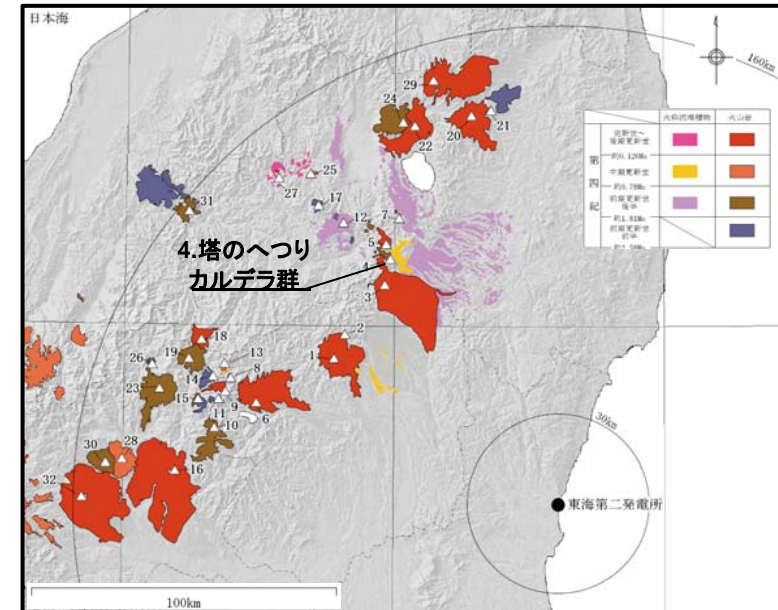 日本海
160km
火砕流堆積物
火山岩
第四紀
完新世～
後期更新世
約0.126Ma
中期更新世
約0.78Ma
前期更新世
後半
約1.81Ma
前期更新世
前半
約2.58Ma
29
24
20
21
22
25
27
17
31
12
7
5
4
3
4.塔のへつり
カルデラ群
2
1
18
19
13
26
14
8
23
15
9
11
6
10
28
30
16
32
30km
東海第二発電所
100km